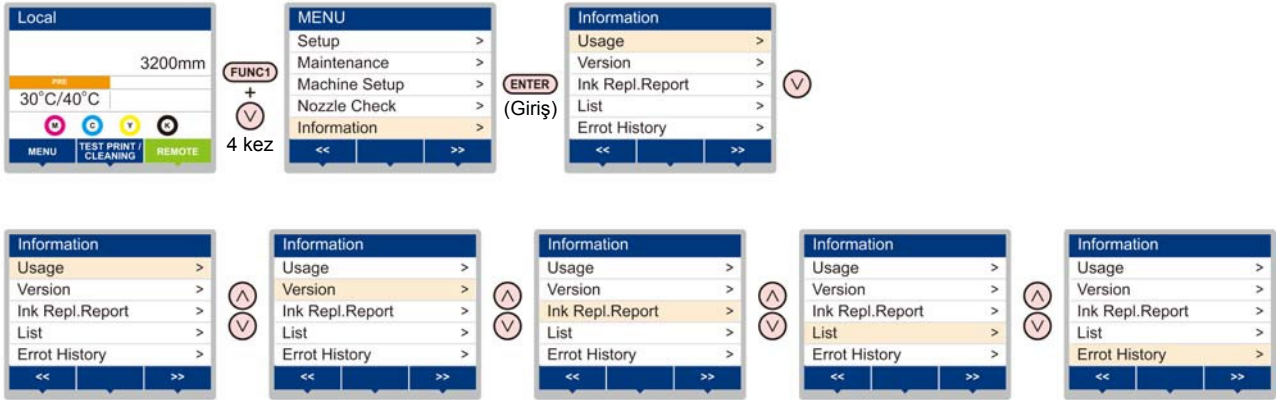 Local
3200mm
PRE
30˚C/40˚C
M C Y K
MENU TEST PRINT / CLEANING REMOTE
FUNC1
+
4 kez
MENU
Setup >
Maintenance >
Machine Setup >
Nozzle Check >
Information >
<< >>
ENTER
(Giriş)
Information
Usage >
Version >
Ink Repl.Report >
List >
Errot History >
<< >>
Information
Usage >
Version >
Ink Repl.Report >
List >
Errot History >
<< >>
Information
Usage >
Version >
Ink Repl.Report >
List >
Errot History >
<< >>
Information
Usage >
Version >
Ink Repl.Report >
List >
Errot History >
<< >>
Information
Usage >
Version >
Ink Repl.Report >
List >
Errot History >
<< >>
Information
Usage >
Version >
Ink Repl.Report >
List >
Errot History >
<< >>